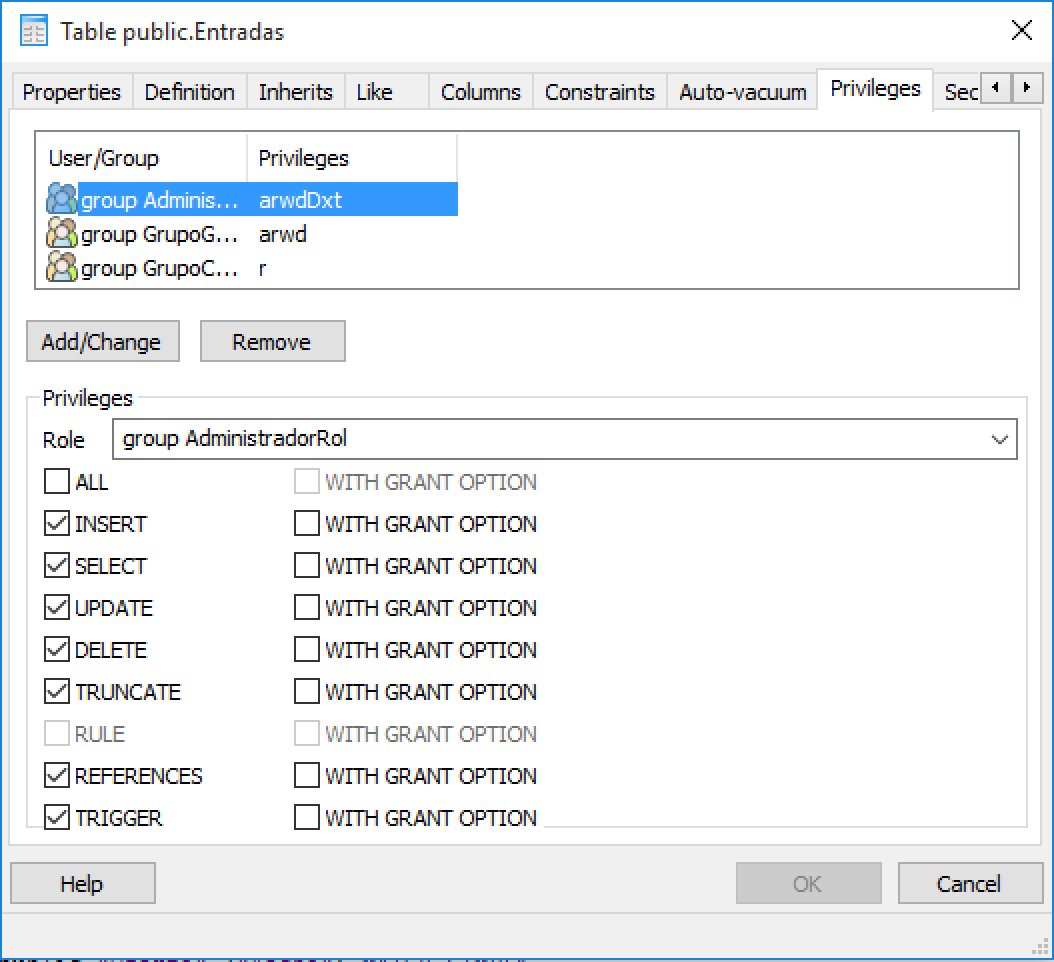 Table public.Entradas
Properties Definition Inherits Like Columns Constraints Auto-vacuum Privileges Sec
User/Group Privileges
group Adminis... arwdDxt
group GrupoG... arwd
group GrupoC... r
Add/Change Remove
Privileges
Role group AdministradorRol
ALL WITH GRANT OPTION
INSERT WITH GRANT OPTION
SELECT WITH GRANT OPTION
UPDATE WITH GRANT OPTION
DELETE WITH GRANT OPTION
TRUNCATE WITH GRANT OPTION
RULE WITH GRANT OPTION
REFERENCES WITH GRANT OPTION
TRIGGER WITH GRANT OPTION
Help OK Cancel